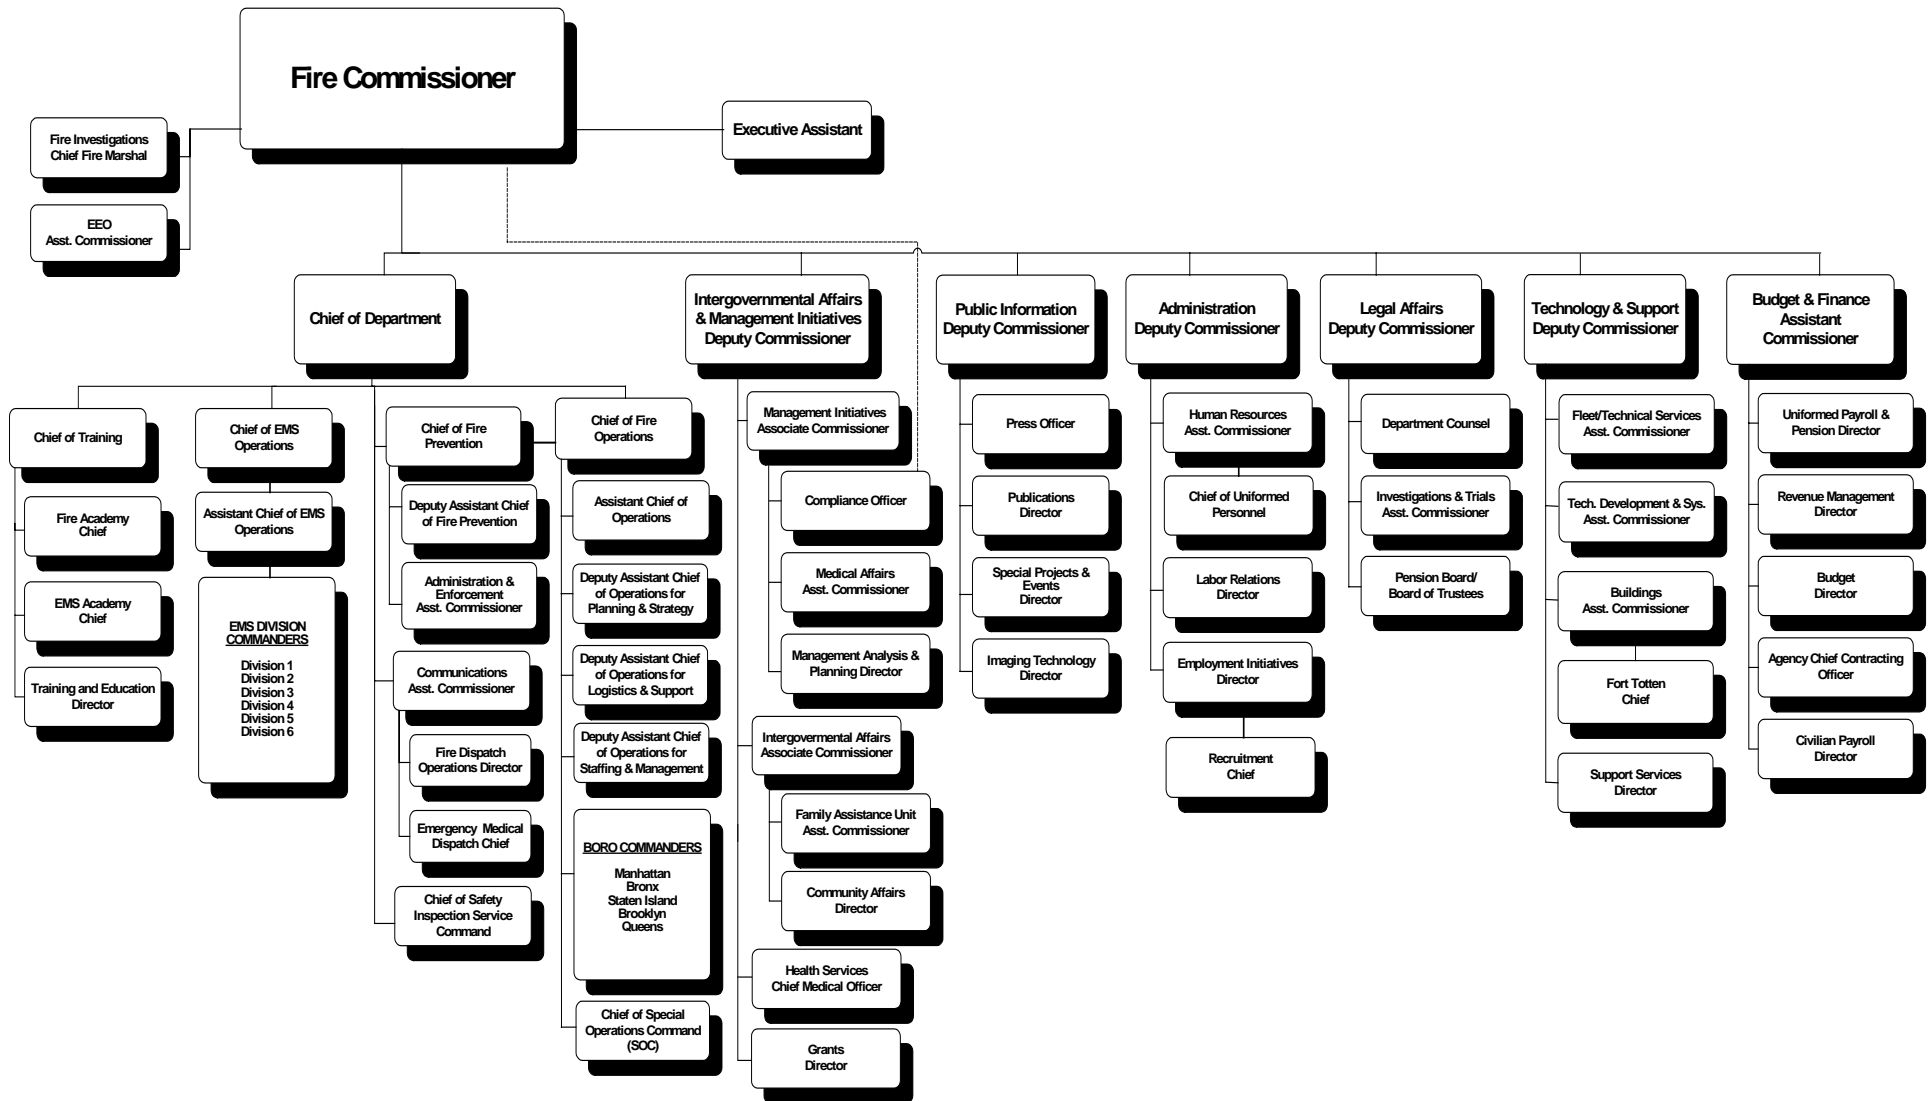 Fire Commissioner
Executive Assistant
Fire Investigations
Chief Fire Marshal
EEO
Asst. Commissioner
Chief of Department
Intergovernmental Affairs
& Management Initiatives
Deputy Commissioner
Public Information
Deputy Commissioner
Administration
Deputy Commissioner
Legal Affairs
Deputy Commissioner
Technology & Support
Deputy Commissioner
Budget & Finance
Assistant
Commissioner
Chief of Training
Fire Academy
Chief
EMS Academy
Chief
Training and Education
Director
Chief of EMS
Operations
Assistant Chief of EMS
Operations
EMS DIVISION
COMMANDERS
Division 1
Division 2
Division 3
Division 4
Division 5
Division 6
Chief of Fire
Prevention
Deputy Assistant Chief
of Fire Prevention
Administration &
Enforcement
Asst. Commissioner
Communications
Asst. Commissioner
Fire Dispatch
Operations Director
Emergency Medical
Dispatch Chief
Chief of Safety
Inspection Service
Command
Chief of Fire
Operations
Assistant Chief of
Operations
Deputy Assistant Chief
of Operations for
Planning & Strategy
Deputy Assistant Chief
of Operations for
Logistics & Support
Deputy Assistant Chief
of Operations for
Staffing & Management
BORO COMMANDERS
Manhattan
Bronx
Staten Island
Brooklyn
Queens
Chief of Special
Operations Command
(SOC)
Management Initiatives
Associate Commissioner
Compliance Officer
Medical Affairs
Asst. Commissioner
Management Analysis &
Planning Director
Intergovermental Affairs
Associate Commissioner
Family Assistance Unit
Asst. Commissioner
Community Affairs
Director
Health Services
Chief Medical Officer
Grants
Director
Press Officer
Publications
Director
Special Projects &
Events
Director
Imaging Technology
Director
Human Resources
Asst. Commissioner
Chief of Uniformed
Personnel
Labor Relations
Director
Employment Initiatives
Director
Recruitment
Chief
Department Counsel
Investigations & Trials
Asst. Commissioner
Pension Board/
Board of Trustees
Fleet/Technical Services
Asst. Commissioner
Tech. Development & Sys.
Asst. Commissioner
Buildings
Asst. Commissioner
Fort Totten
Chief
Support Services
Director
Uniformed Payroll &
Pension Director
Revenue Management
Director
Budget
Director
Agency Chief Contracting
Officer
Civilian Payroll
Director